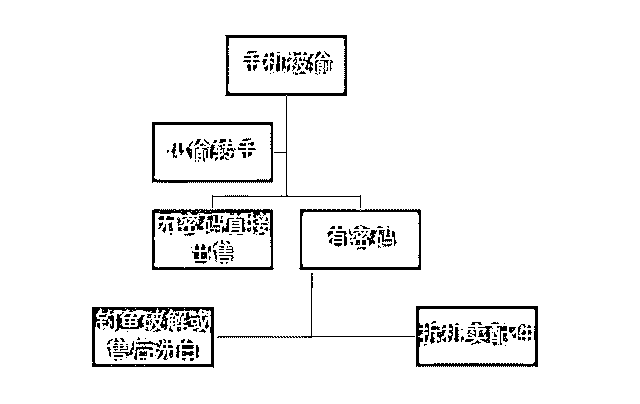 手机被偷
小偷转手
无密码直接
出售
有密码
钓鱼破解或
售后洗白
拆机卖配件